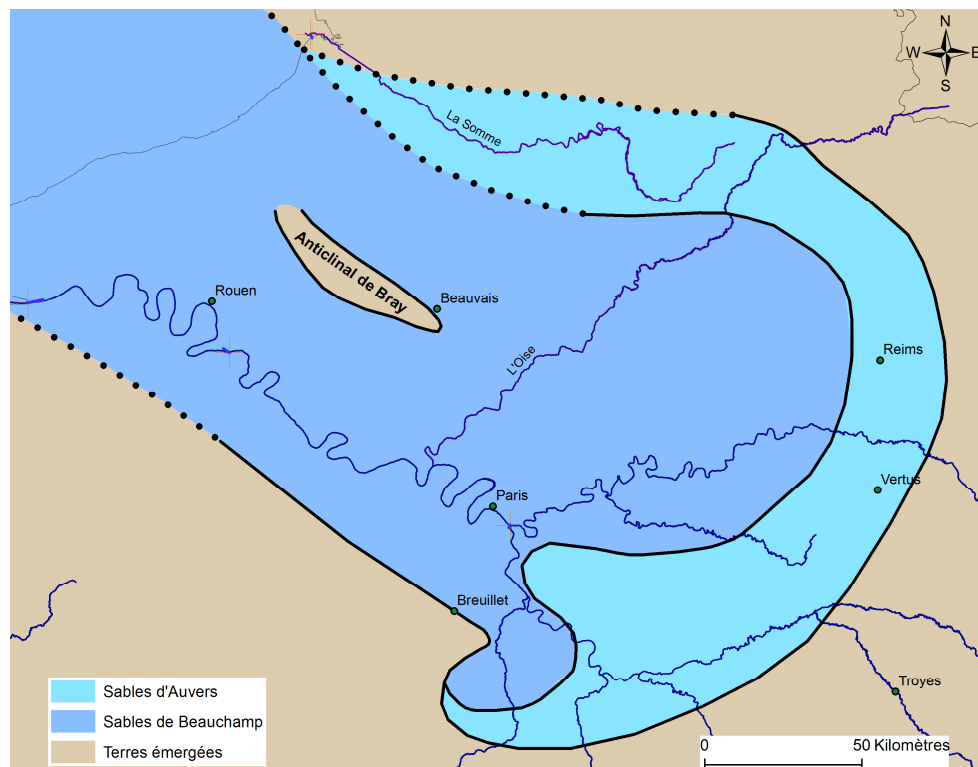 N
W E
S
La Somme
Anticlinal de Bray
Rouen
Beauvais
L'Oise
Reims
Vertus
Paris
Breuillet
Troyes
Sables d'Auvers
Sables de Beauchamp
Terres émergées
0 50 Kilomètres